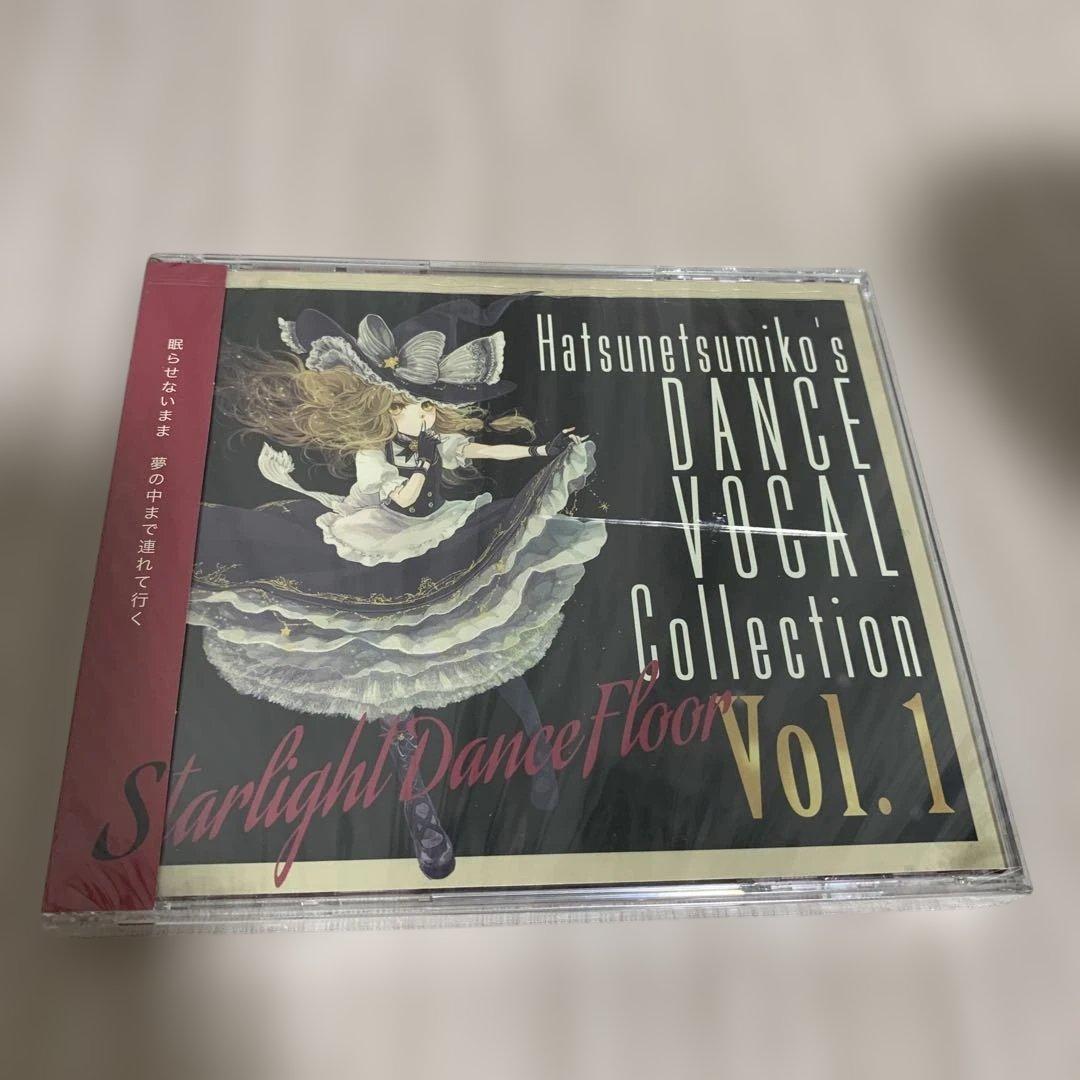 眠らせないまま 夢の中まで連れて行く
Hatsunetsumiko's
DANCE
VOCAL
Collection
Vol. 1
Starlight Dance Floor